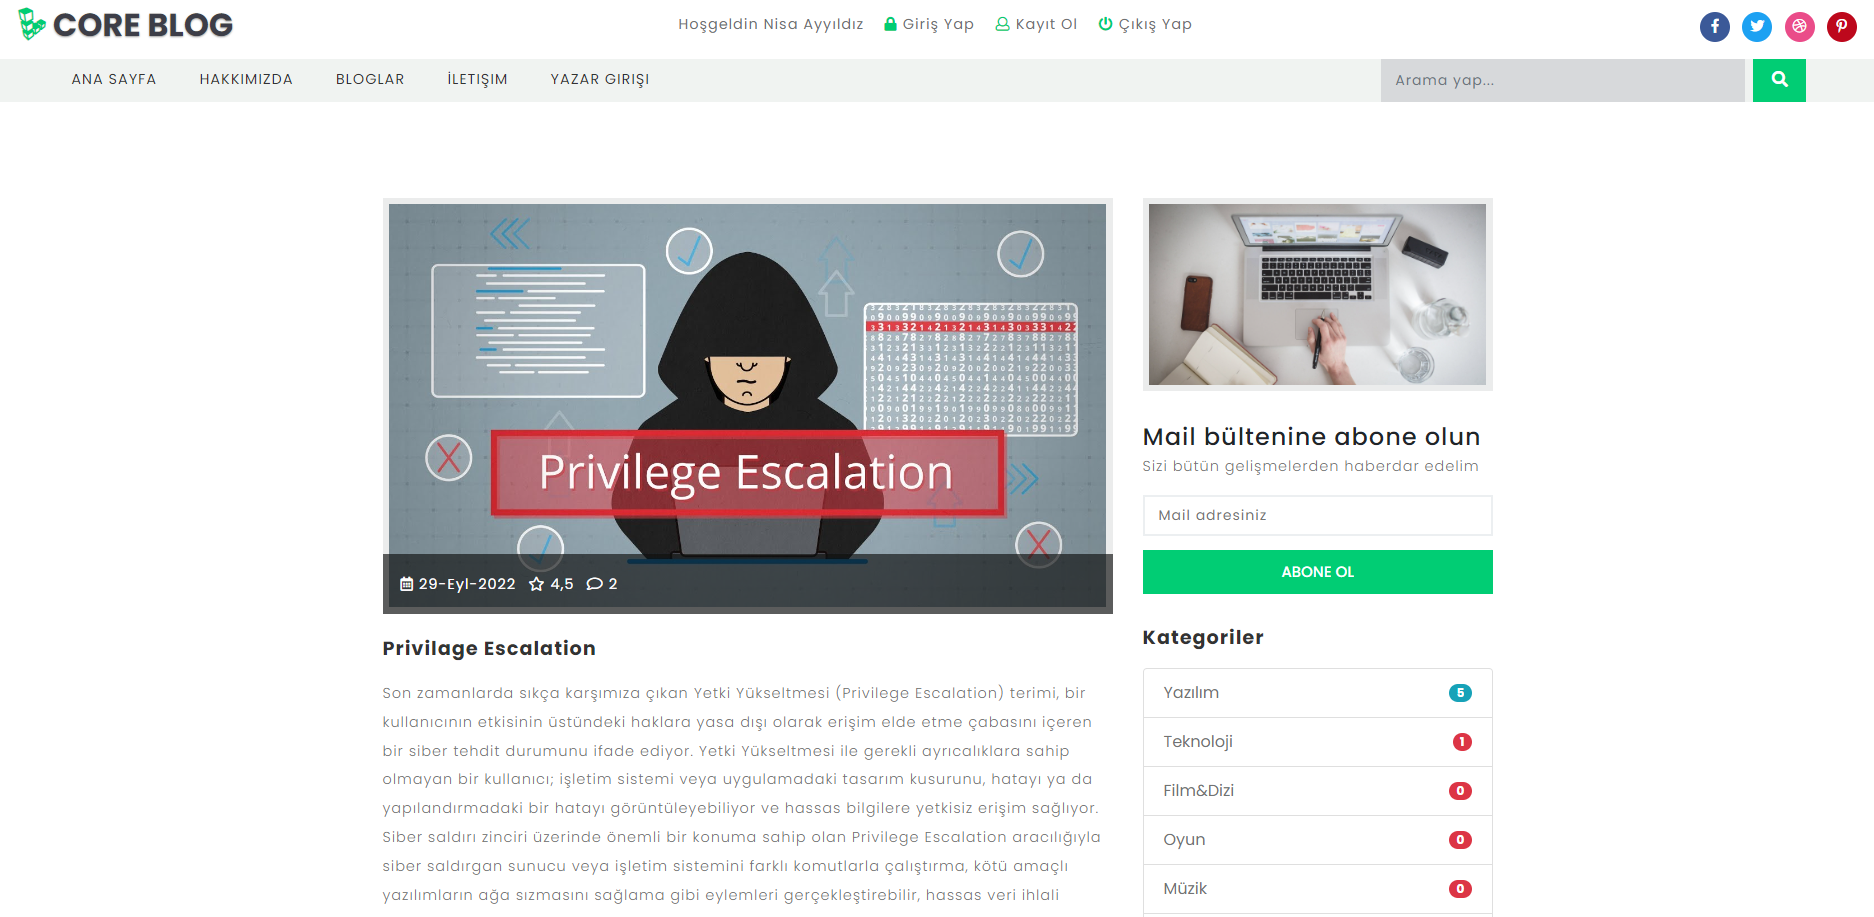 CORE BLOG
Hoşgeldin Nisa Ayyıldız Giriş Yap Kayıt Ol Çıkış Yap
ANA SAYFA HAKKIMIZDA BLOGLAR İLETIŞIM YAZAR GIRIŞI
Arama yap...
Privilege Escalation
29-Eyl-2022 4,5 2
Privilage Escalation
Son zamanlarda sıkça karşımıza çıkan Yetki Yükseltmesi (Privilege Escalation) terimi, bir
kullanıcının etkisinin üstündeki haklara yasa dışı olarak erişim elde etme çabasını içeren
bir siber tehdit durumunu ifade ediyor. Yetki Yükseltmesi ile gerekli ayrıcalıklara sahip
olmayan bir kullanıcı; işletim sistemi veya uygulamadaki tasarım kusurunu, hatayı ya da
yapılandırmadaki bir hatayı görüntüleyebiliyor ve hassas bilgilere yetkisiz erişim sağlıyor.
Siber saldırı zinciri üzerinde önemli bir konuma sahip olan Privilege Escalation aracılığıyla
siber saldırgan sunucu veya işletim sistemini farklı komutlarla çalıştırma, kötü amaçlı
yazılımların ağa sızmasını sağlama gibi eylemleri gerçekleştirebilir, hassas veri ihlali
Mail bültenine abone olun
Sizi bütün gelişmelerden haberdar edelim
Mail adresiniz
ABONE OL
Kategoriler
Yazılım 5
Teknoloji 1
Film&Dizi 0
Oyun 0
Müzik 0